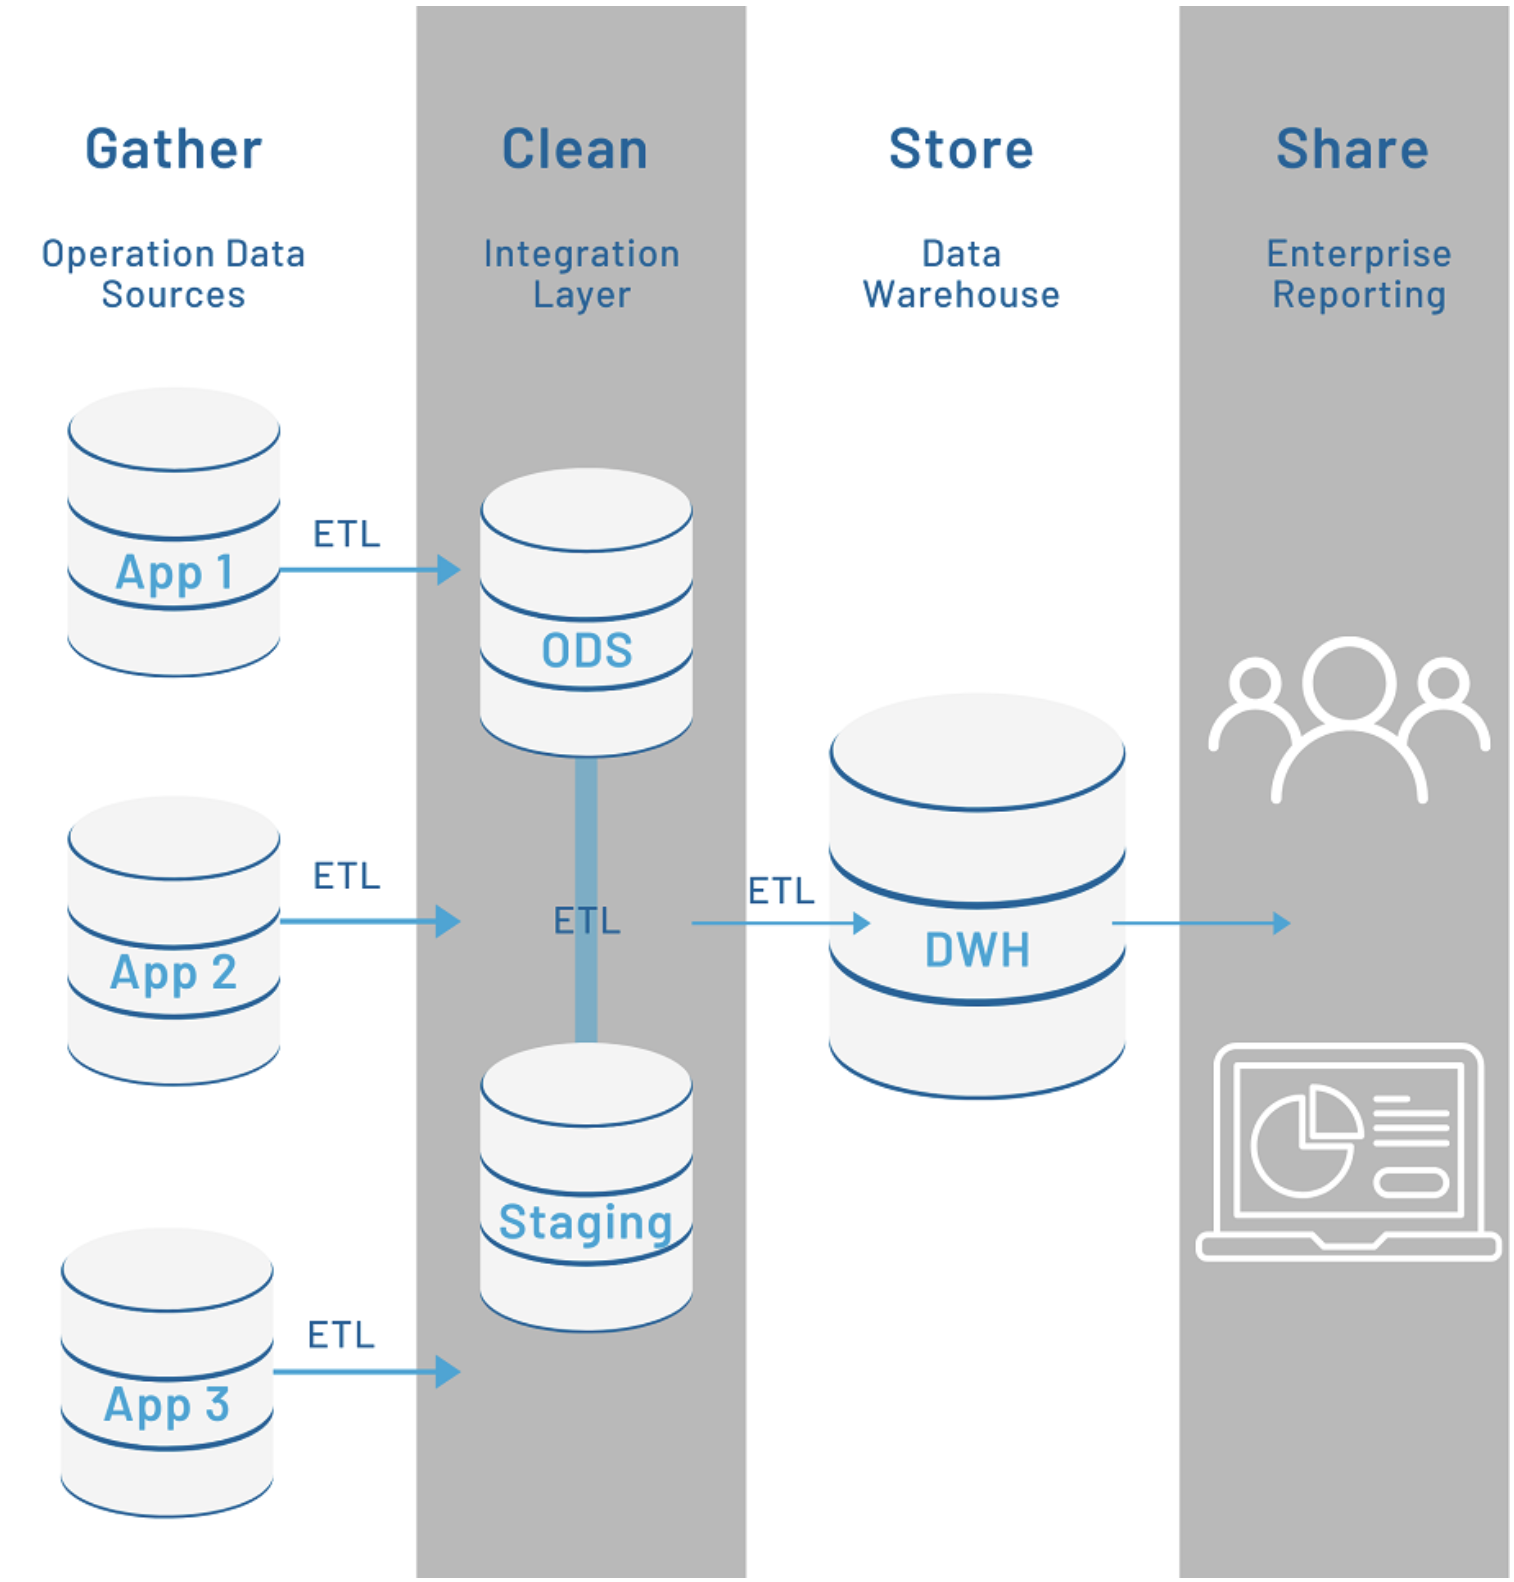 Gather
Operation Data
Sources
Clean
Integration
Layer
Store
Data
Warehouse
Share
Enterprise
Reporting
App 1
ETL
App 2
ETL
App 3
ETL
ODS
ETL
Staging
ETL
DWH